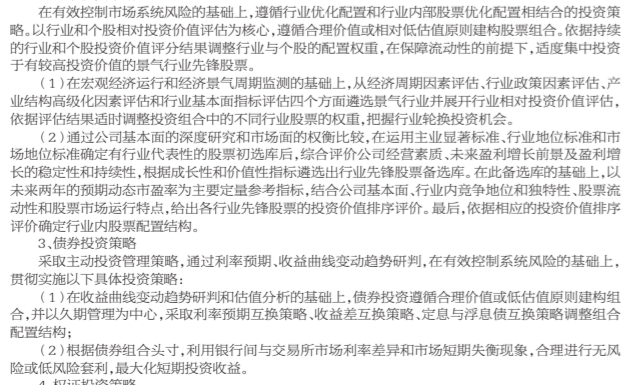 在有效控制市场系统风险的基础上，遵循行业优化配置和行业内部股票优化配置相结合的投资策
略。以行业和个股相对投资价值评估为核心，遵循合理价值或相对低估值原则建构股票组合。依据持续
的行业和个股投资价值评分结果调整行业与个股的配置权重，在保障流动性的前提下，适度集中投资
于有较高投资价值的景气行业先锋股票。
（1）在宏观经济运行和经济景气周期监测的基础上，从经济周期因素评估、行业政策因素评估、产
业结构高级化因素评估和行业基本面指标评估四个方面遴选景气行业并展开行业相对投资价值评估，
依据评估结果适时调整投资组合中的不同行业股票的权重，把握行业轮换投资机会。
（2）通过公司基本面的深度研究和市场面的权衡比较，在运用主业显著标准、行业地位标准和市
场地位标准确定有行业代表性的股票初选库后，综合评价公司经营素质、未来盈利增长前景及盈利增
长的稳定性和持续性，根据成长性和价值性指标遴选出行业先锋股票备选库。在此备选库的基础上，以
未来两年的预期动态市盈率为主要定量参考指标，结合公司基本面、行业内竞争地位和独特性、股票流
动性和股票市场运行特点，给出各行业先锋股票的投资价值排序评价。最后，依据相应的投资价值排序
评价确定行业内股票配置结构。
3、债券投资策略
采取主动投资管理策略，通过利率预期、收益曲线变动趋势研判，在有效控制系统风险的基础上，
贯彻实施以下具体投资策略：
（1）在收益曲线变动趋势研判和估值分析的基础上，债券投资遵循合理价值或低估值原则建构组
合，并以久期管理为中心，采取利率预期互换策略、收益差互换策略、定息与浮息债互换策略调整组合
配置结构；
（2）根据债券组合头寸，利用银行间与交易所市场利率差异和市场短期失衡现象，合理进行无风
险或低风险套利，最大化短期投资收益。
4、权证投资策略